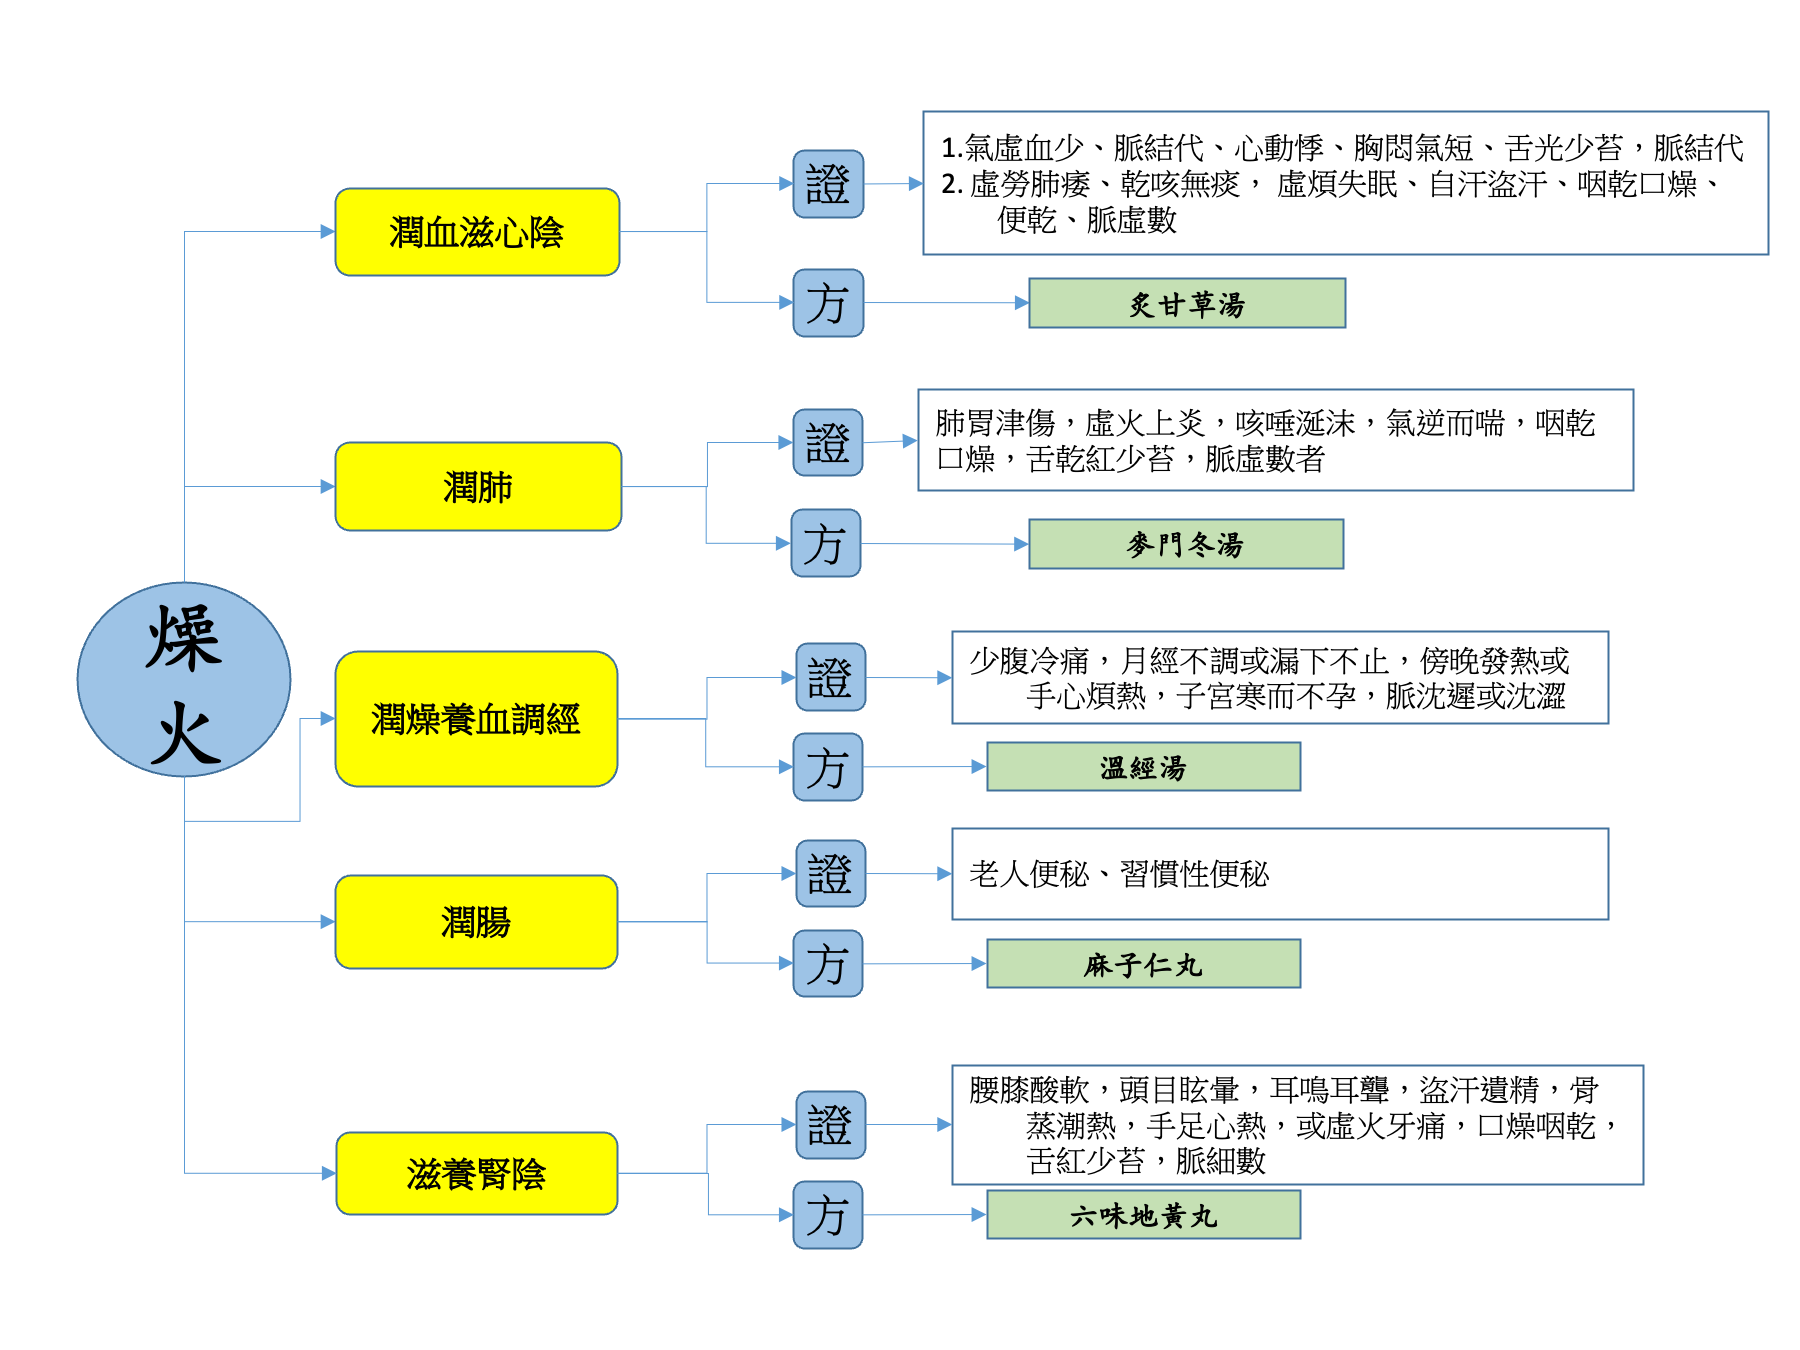 燥
火
潤血滋心陰
證
1.氣虛血少、脈結代、心動悸、胸悶氣短、舌光少苔，脈結代
2. 虛勞肺痿、乾咳無痰， 虛煩失眠、自汗盜汗、咽乾口燥、
便乾、脈虛數
方
炙甘草湯
潤肺
證
肺胃津傷，虛火上炎，咳唾涎沫，氣逆而喘，咽乾
口燥，舌乾紅少苔，脈虛數者
方
麥門冬湯
潤燥養血調經
證
少腹冷痛，月經不調或漏下不止，傍晚發熱或
手心煩熱，子宮寒而不孕，脈沈遲或沈澀
方
溫經湯
潤腸
證
老人便秘、習慣性便秘
方
麻子仁丸
滋養腎陰
證
腰膝酸軟，頭目眩暈，耳鳴耳聾，盜汗遺精，骨
蒸潮熱，手足心熱，或虛火牙痛，口燥咽乾，
舌紅少苔，脈細數
方
六味地黃丸